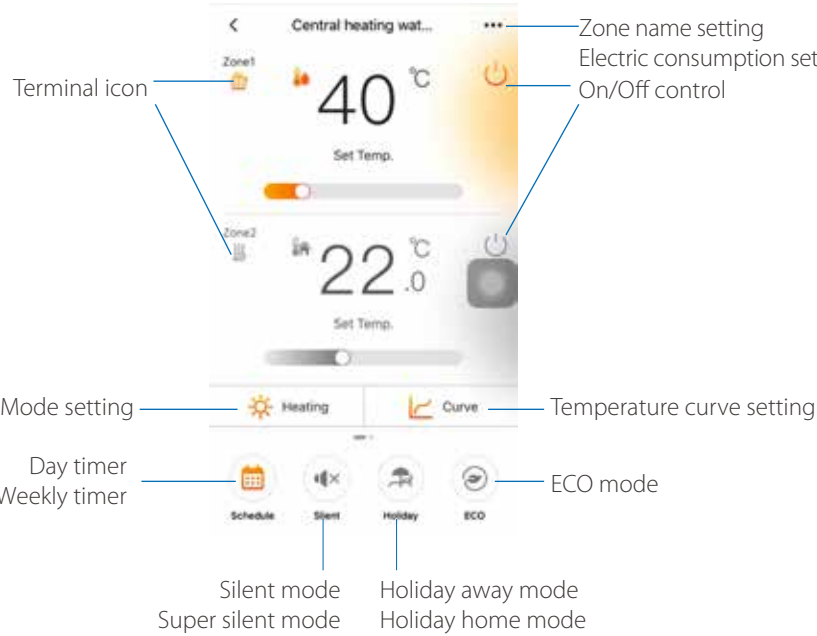 Central heating wat...
Zone name setting
Electric consumption set
On/Off control
Zone1
Terminal icon
40 °C
Set Temp.
Zone2
22.0 °C
Set Temp.
Mode setting
Heating
Curve
Temperature curve setting
Day timer
Weekly timer
ECO mode
Schedule
Silent
Holiday
ECO
Silent mode
Super silent mode
Holiday away mode
Holiday home mode